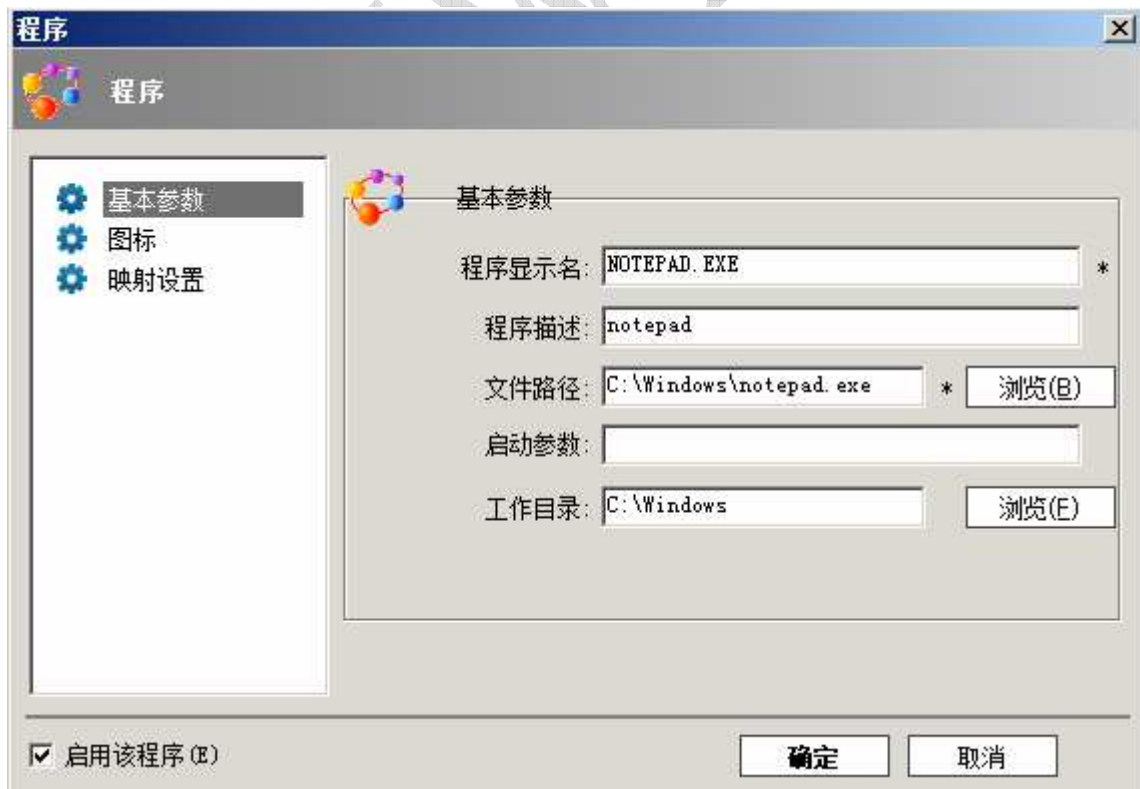 程序
程序
基本参数
图标
映射设置
基本参数
程序显示名: NOTEPAD.EXE *
程序描述: notepad
文件路径: C:\Windows\notepad.exe * 浏览(B)
启动参数:
工作目录: C:\Windows 浏览(F)
启用该程序(E) 确定 取消